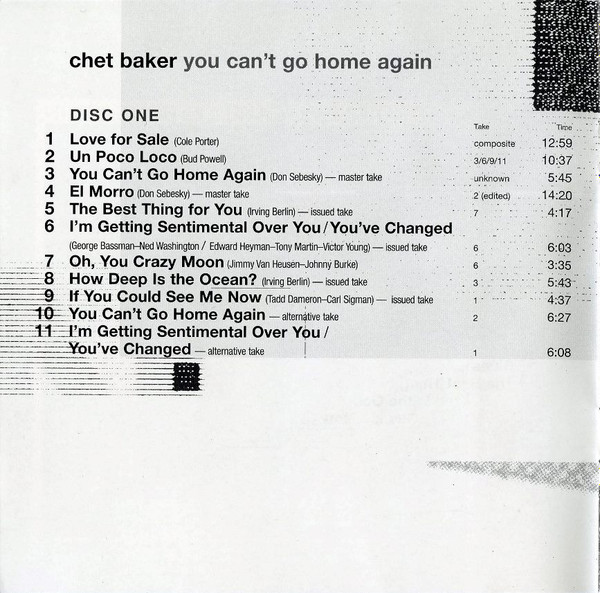 chet baker you can't go home again
DISC ONE
Take Time
1 Love for Sale (Cole Porter) composite 12:59
2 Un Poco Loco (Bud Powell) 3/6/9/11 10:37
3 You Can't Go Home Again (Don Sebesky) — master take unknown 5:45
4 El Morro (Don Sebesky) — master take 2 (edited) 14:20
5 The Best Thing for You (Irving Berlin) — issued take 7 4:17
6 I'm Getting Sentimental Over You / You've Changed
(George Bassman–Ned Washington / Edward Heyman–Tony Martin–Victor Young) — issued take 6 6:03
7 Oh, You Crazy Moon (Jimmy Van Heusen–Johnny Burke) 6 3:35
8 How Deep Is the Ocean? (Irving Berlin) — issued take 3 5:43
9 If You Could See Me Now (Tadd Dameron–Carl Sigman) — issued take 1 4:37
10 You Can't Go Home Again — alternative take 2 6:27
11 I'm Getting Sentimental Over You /
You've Changed — alternative take 1 6:08